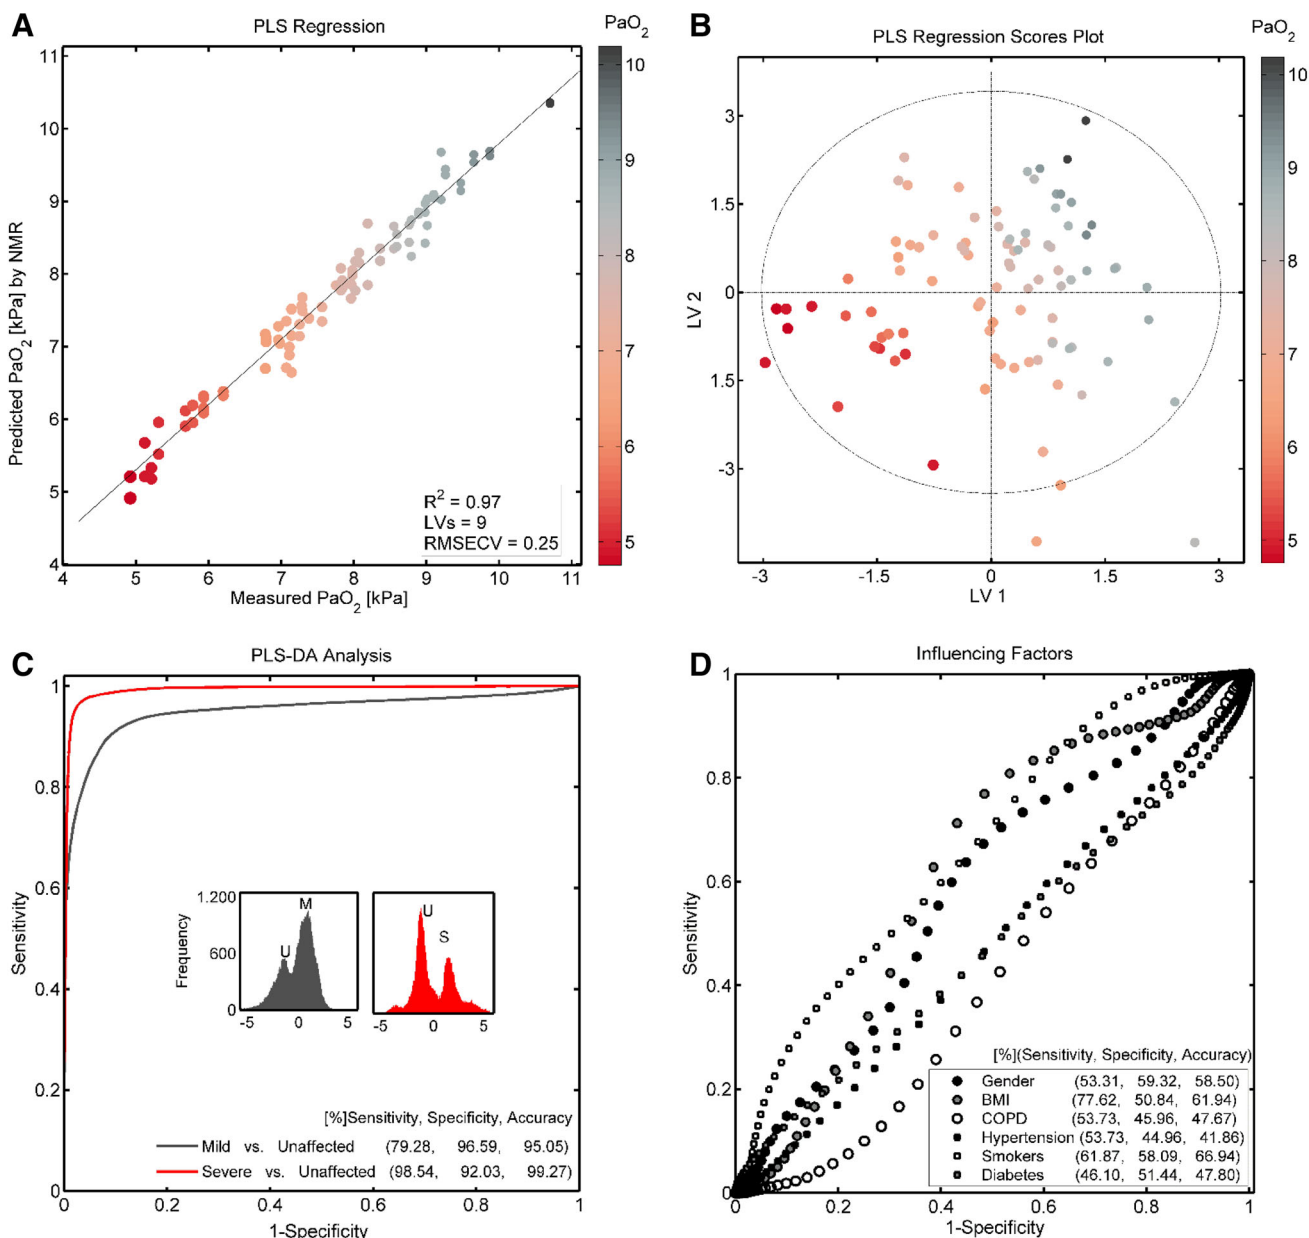 A
PLS Regression
PaO2
11
10
9
8
7
6
5
4
4
5
6
7
8
9
10
11
Predicted PaO2 [kPa] by NMR
Measured PaO2 [kPa]
R2 = 0.97
LVs = 9
RMSECV = 0.25
10
9
8
7
6
5
B
PLS Regression Scores Plot
PaO2
3
1.5
0
1.5
-3
-3
-1.5
0
1.5
3
LV 2
LV 1
10
9
8
7
6
5
C
PLS-DA Analysis
1
0.8
0.6
0.4
0.2
0
0
0.2
0.4
0.6
0.8
1
Sensitivity
1-Specificity
1.200
600
0
Frequency
U
M
-5
0
5
U
S
-5
0
5
[%]Sensitivity, Specificity, Accuracy
Mild vs. Unaffected (79.28, 96.59, 95.05)
Severe vs. Unaffected (98.54, 92.03, 99.27)
D
Influencing Factors
1
0.8
0.6
0.4
0.2
0
0
0.2
0.4
0.6
0.8
1
Sensitivity
1-Specificity
[%](Sensitivity, Specificity, Accuracy)
Gender (53.31, 59.32, 58.50)
BMI (77.62, 50.84, 61.94)
COPD (53.73, 45.96, 47.67)
Hypertension (53.73, 44.96, 41.86)
Smokers (61.87, 58.09, 66.94)
Diabetes (46.10, 51.44, 47.80)